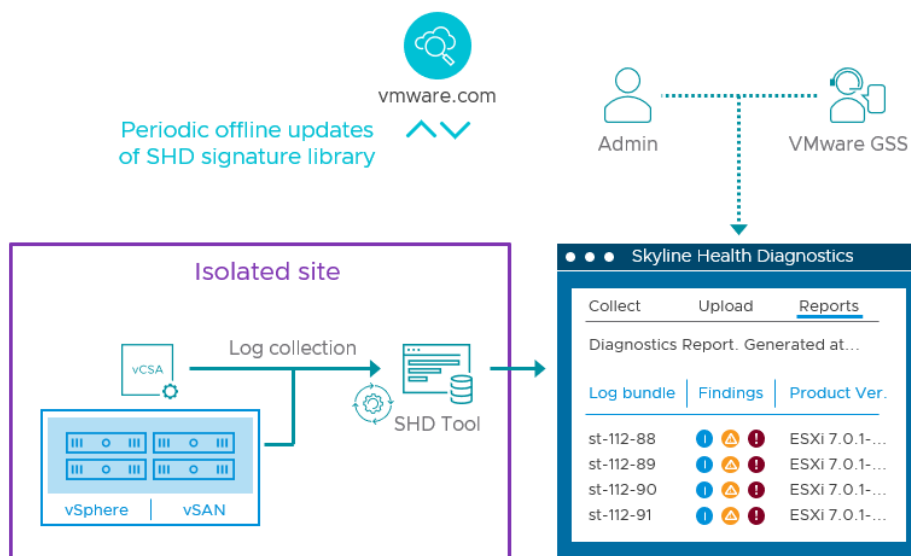 vmware.com
Periodic offline updates
of SHD signature library
Admin
VMware GSS
Isolated site
Log collection
vCSA
SHD Tool
vSphere
vSAN
Skyline Health Diagnostics
Collect Upload Reports
Diagnostics Report. Generated at...
Log bundle Findings Product Ver.
st-112-88 ESXi 7.0.1-...
st-112-89 ESXi 7.0.1-...
st-112-90 ESXi 7.0.1-...
st-112-91 ESXi 7.0.1-...